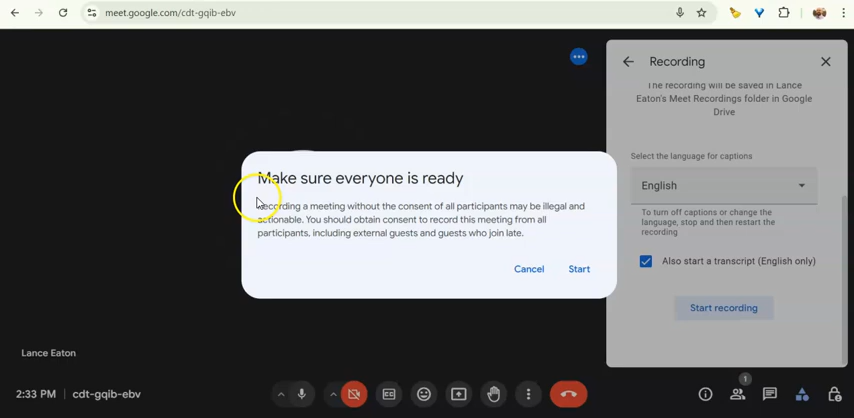 meet.google.com/cdt-gqib-ebv
Recording
The recording will be saved in Lance
Eaton's Meet Recordings folder in Google
Drive
Select the language for captions
English
To turn off captions or change the
language, stop and then restart the
recording
Also start a transcript (English only)
Start recording
Make sure everyone is ready
Recording a meeting without the consent of all participants may be illegal and
actionable. You should obtain consent to record this meeting from all
participants, including external guests and guests who join late.
Cancel
Start
Lance Eaton
2:33 PM | cdt-gqib-ebv
CC
1